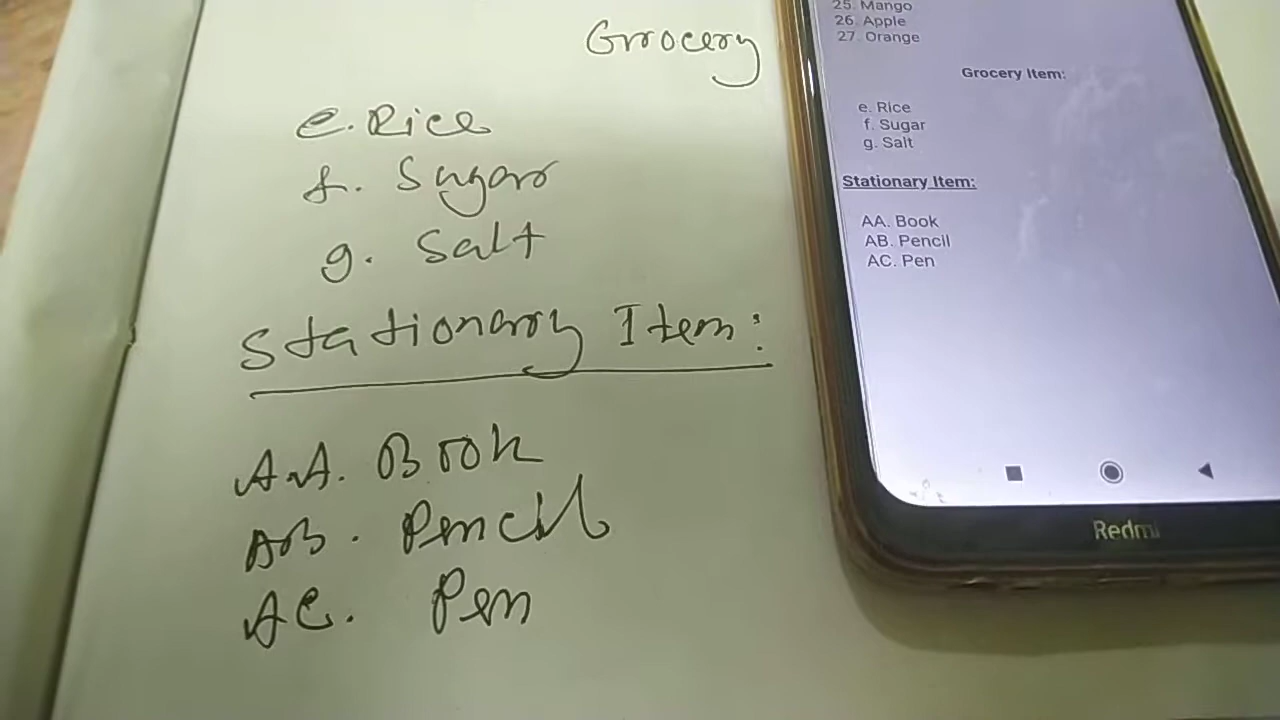 Grocery
e. Rice
f. Sugar
g. Salt
Stationary Item:
A.A. Book
AB. Pencil
AC. Pen
25. Mango
26. Apple
27. Orange
Grocery Item:
e. Rice
f. Sugar
g. Salt
Stationary Item:
AA. Book
AB. Pencil
AC. Pen
Redmi